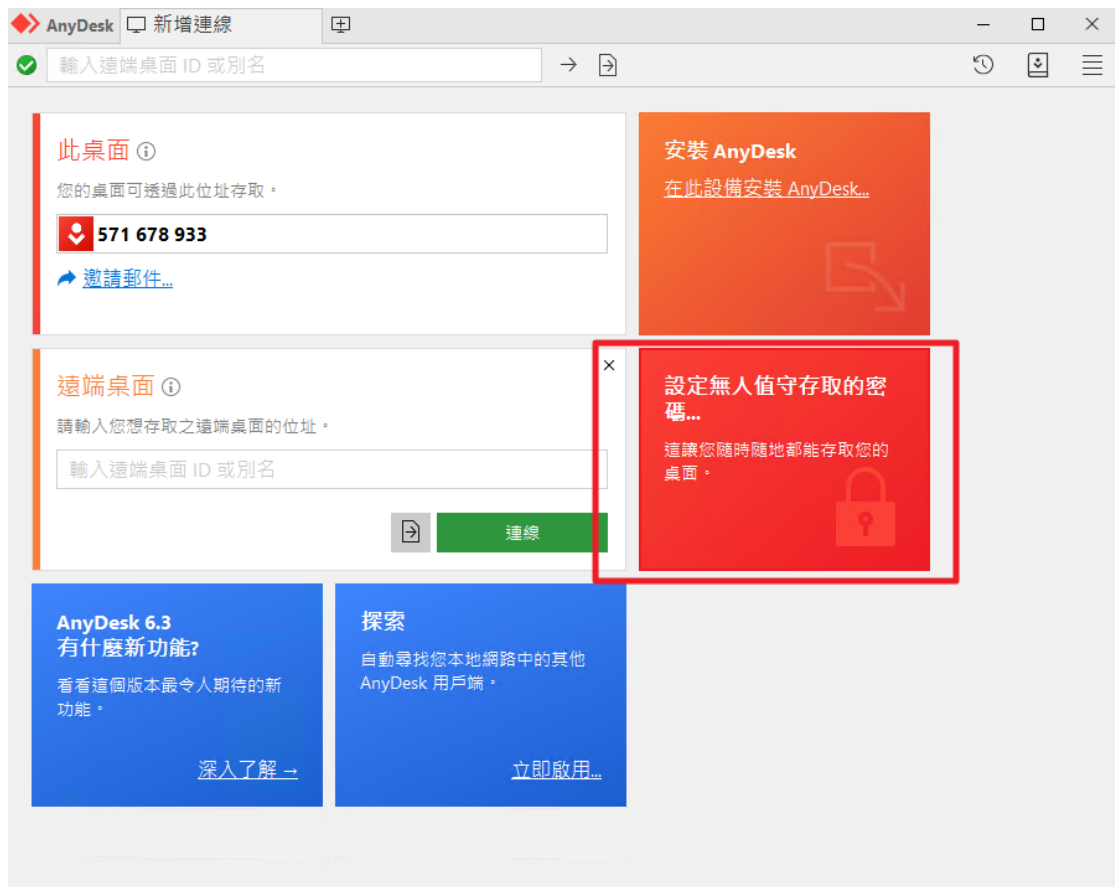 AnyDesk
新增連線
輸入遠端桌面 ID 或別名
此桌面
您的桌面可透過此位址存取。
571 678 933
邀請郵件...
安裝 AnyDesk
在此設備安裝 AnyDesk...
遠端桌面
請輸入您想存取之遠端桌面的位址。
輸入遠端桌面 ID 或別名
連線
設定無人值守存取的密
碼...
這讓您隨時隨地都能存取您的
桌面。
AnyDesk 6.3
有什麼新功能?
看看這個版本最令人期待的新
功能。
深入了解 →
探索
自動尋找您本地網路中的其他
AnyDesk 用戶端。
立即啟用...